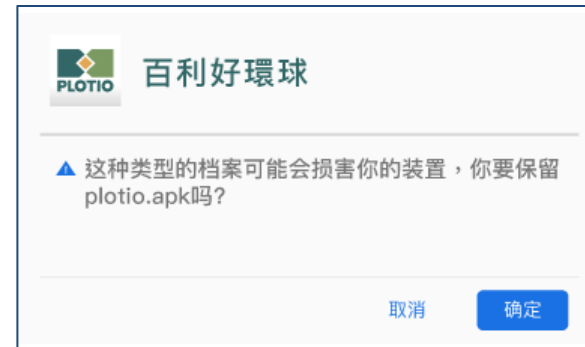 PLOTIO
百利好環球
这种类型的档案可能会损害你的装置，你要保留
plotio.apk吗?
取消
确定